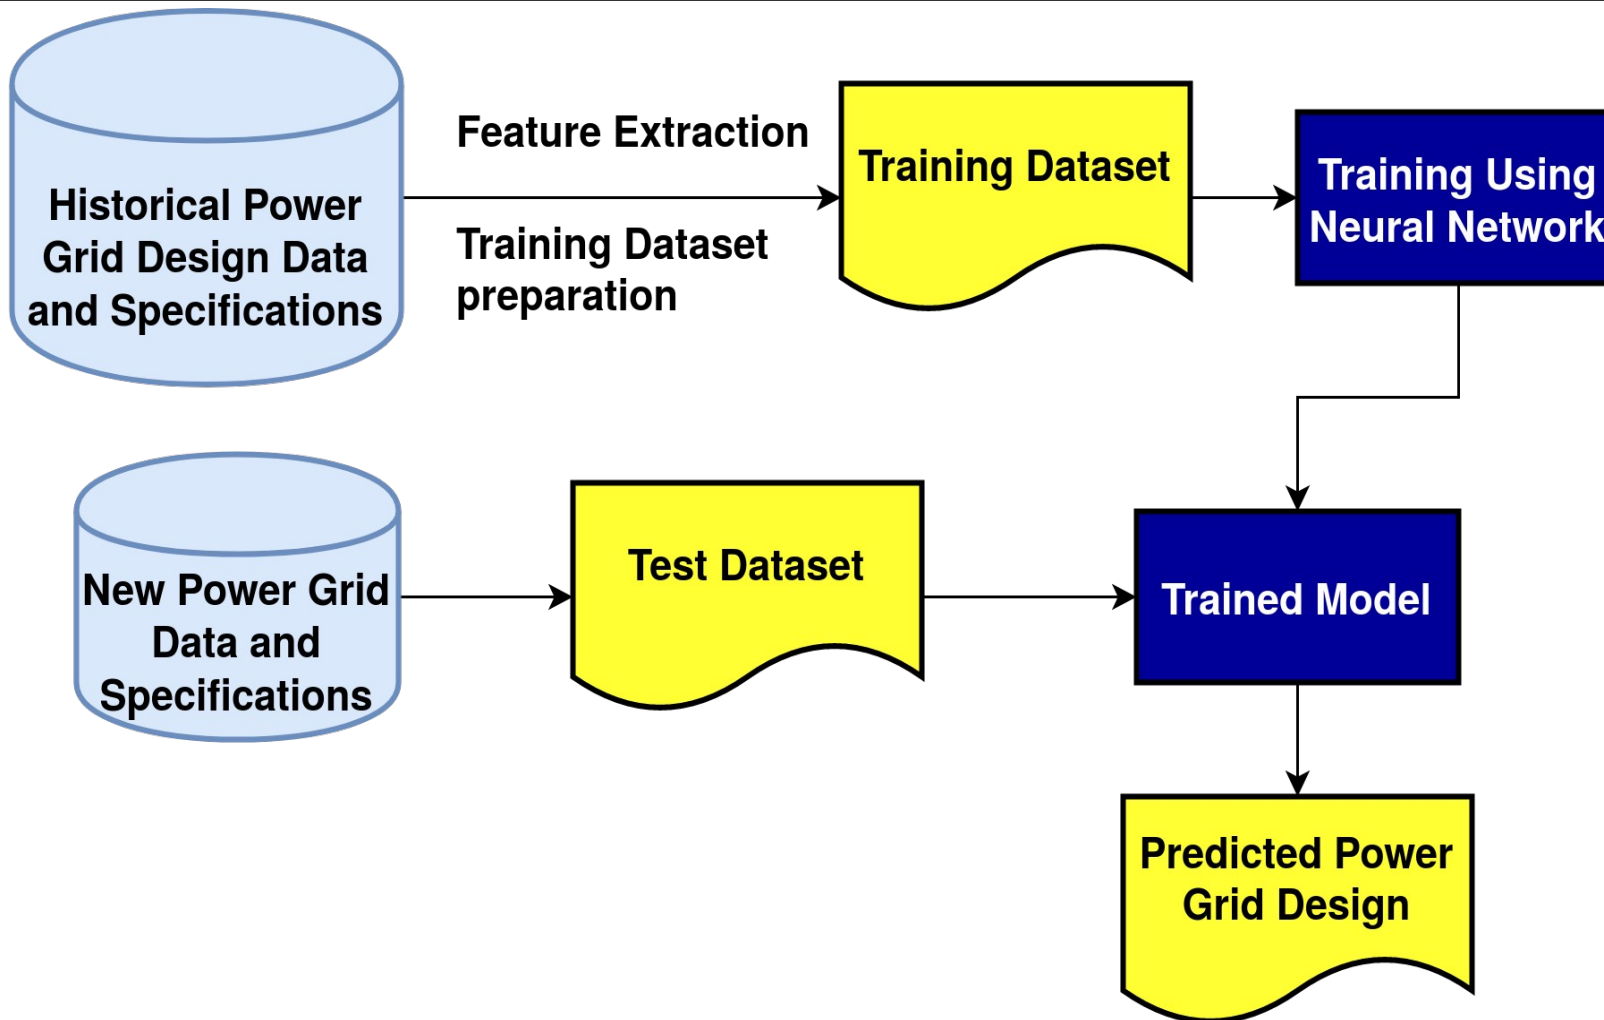 Historical Power
Grid Design Data
and Specifications
Feature Extraction
Training Dataset
preparation
Training Dataset
Training Using
Neural Network
New Power Grid
Data and
Specifications
Test Dataset
Trained Model
Predicted Power
Grid Design